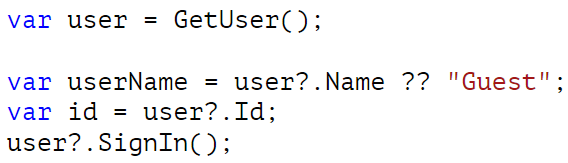 var user = GetUser();
var userName = user?.Name ?? "Guest";
var id = user?.Id;
user?.SignIn();